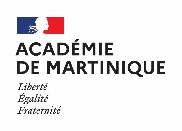 ACADÉMIE
DE MARTINIQUE
Liberté
Égalité
Fraternité